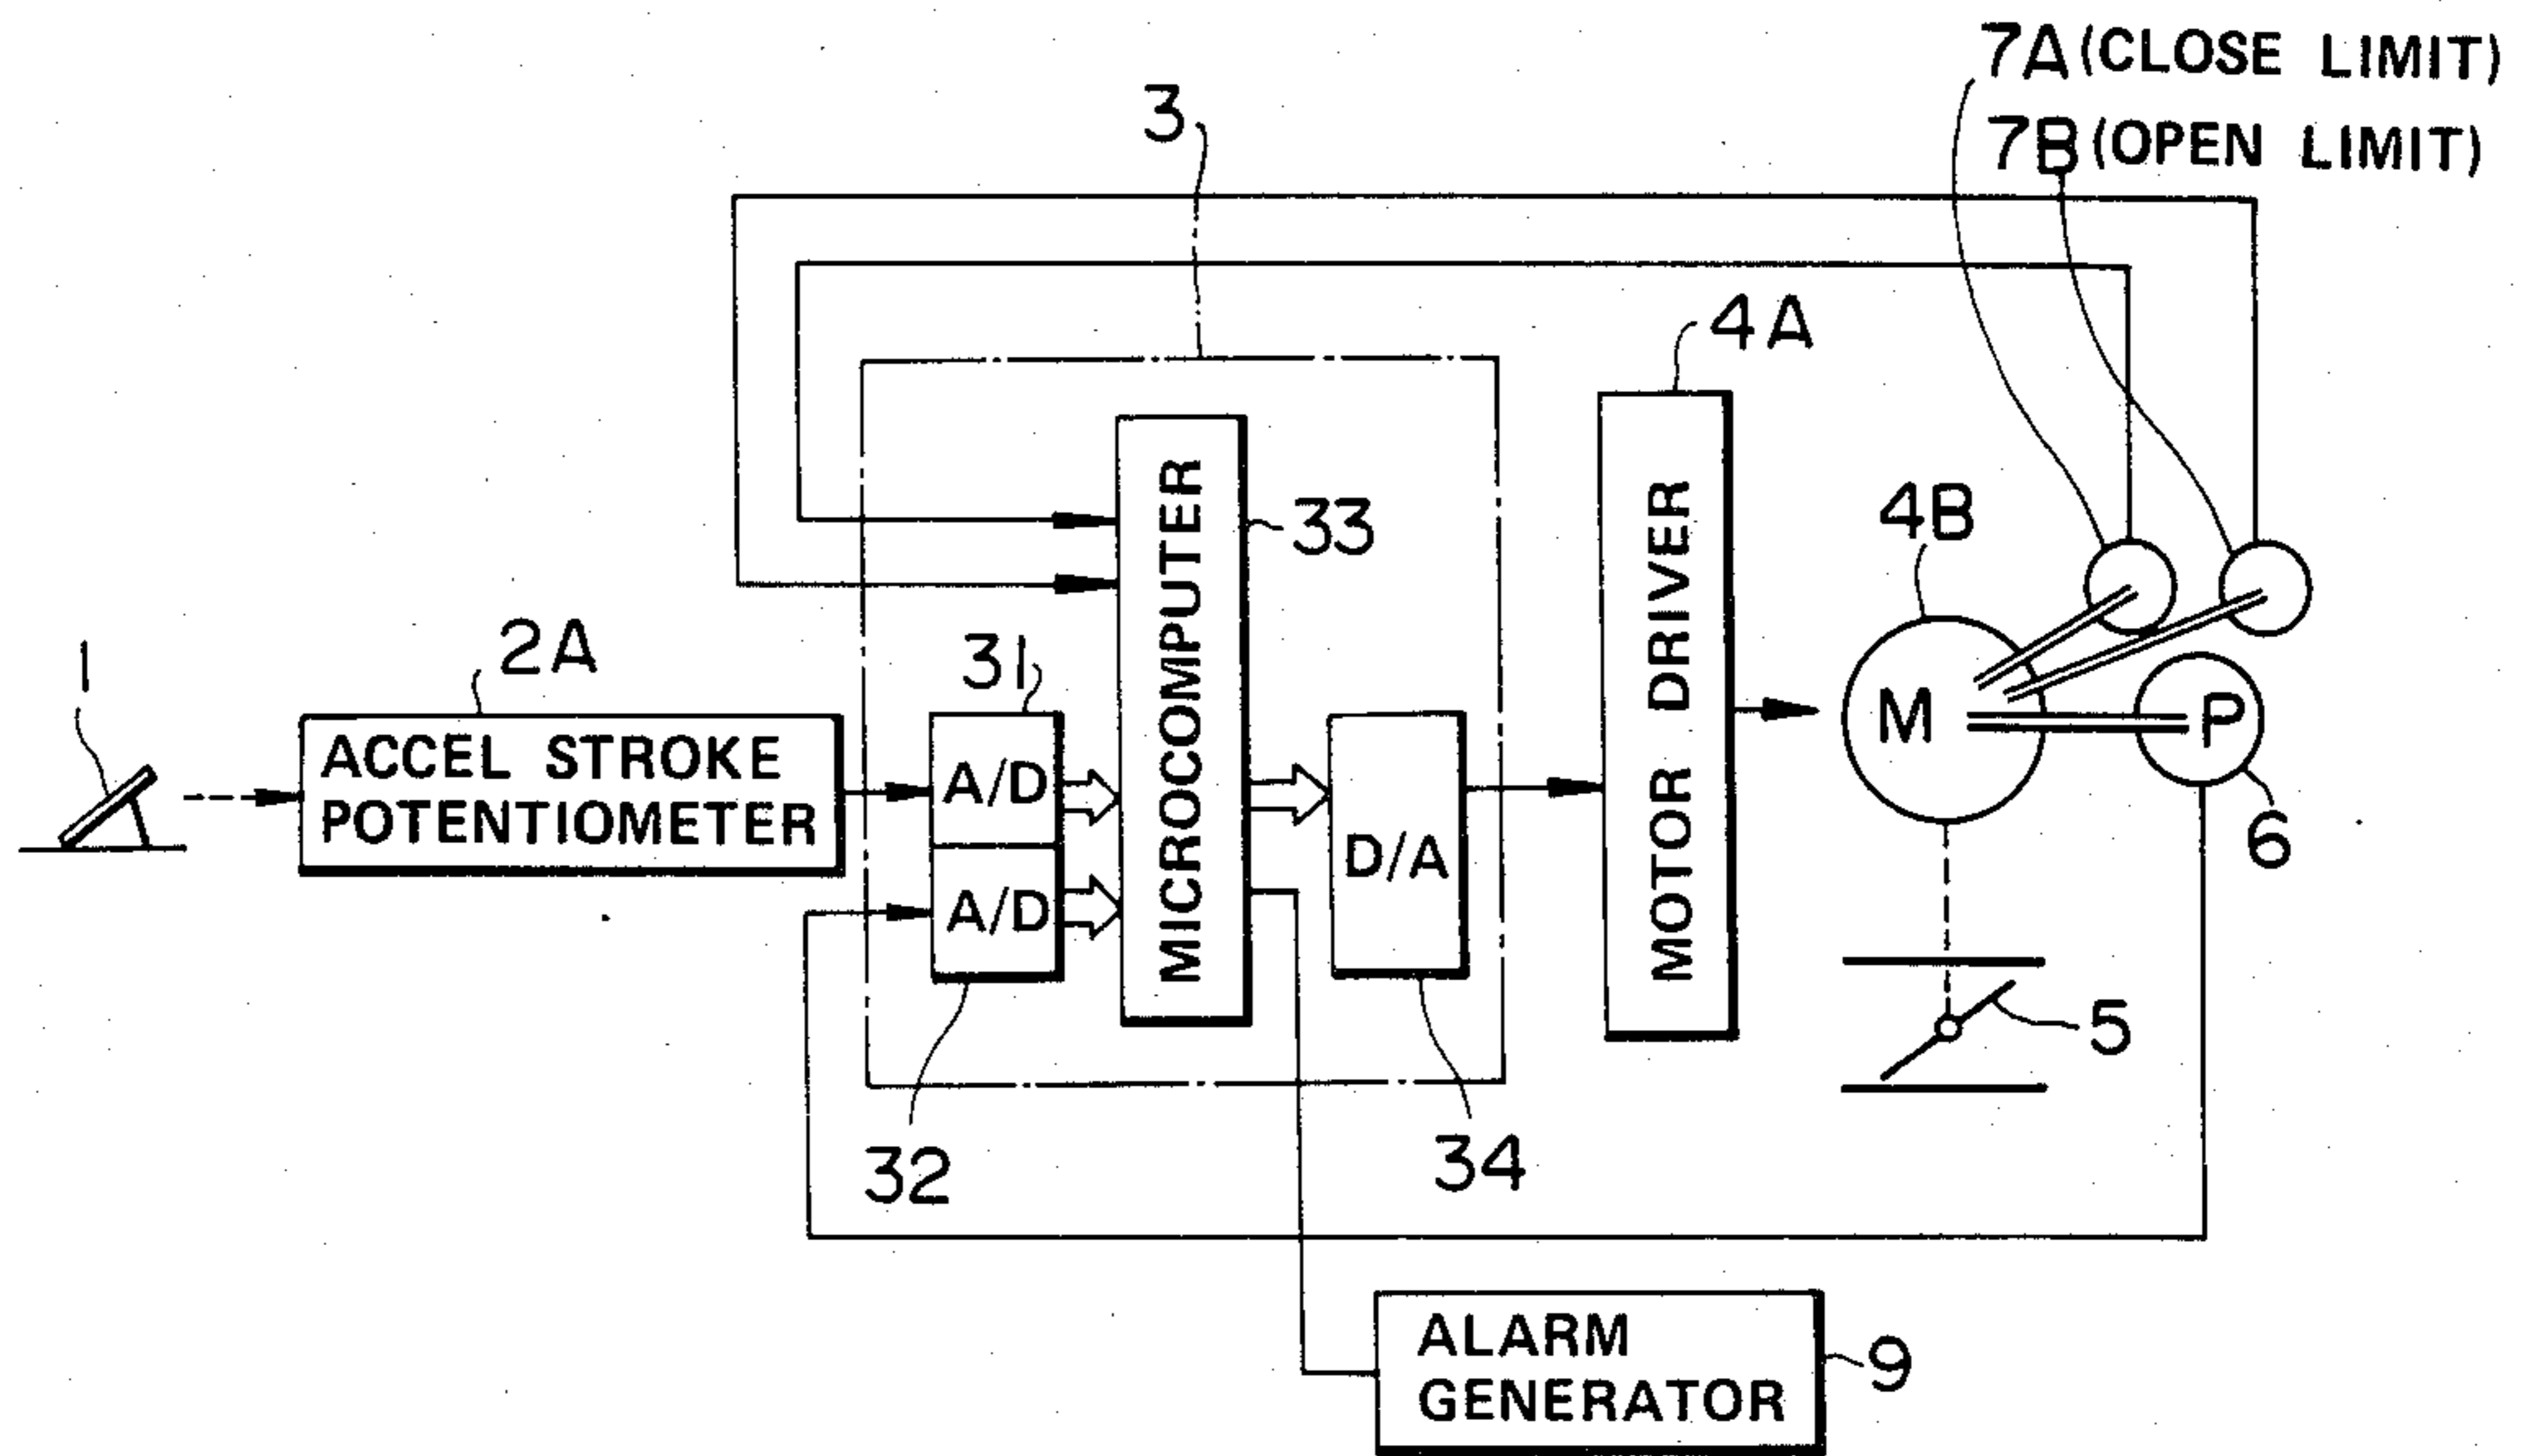 7A (CLOSE LIMIT)
7B (OPEN LIMIT)
3
4A
4B
33
31
2A
1
ACCEL STROKE
POTENTIOMETER
A/D
A/D
MICROCOMPUTER
D/A
MOTOR DRIVER
M
P
6
5
32
34
ALARM
GENERATOR
9